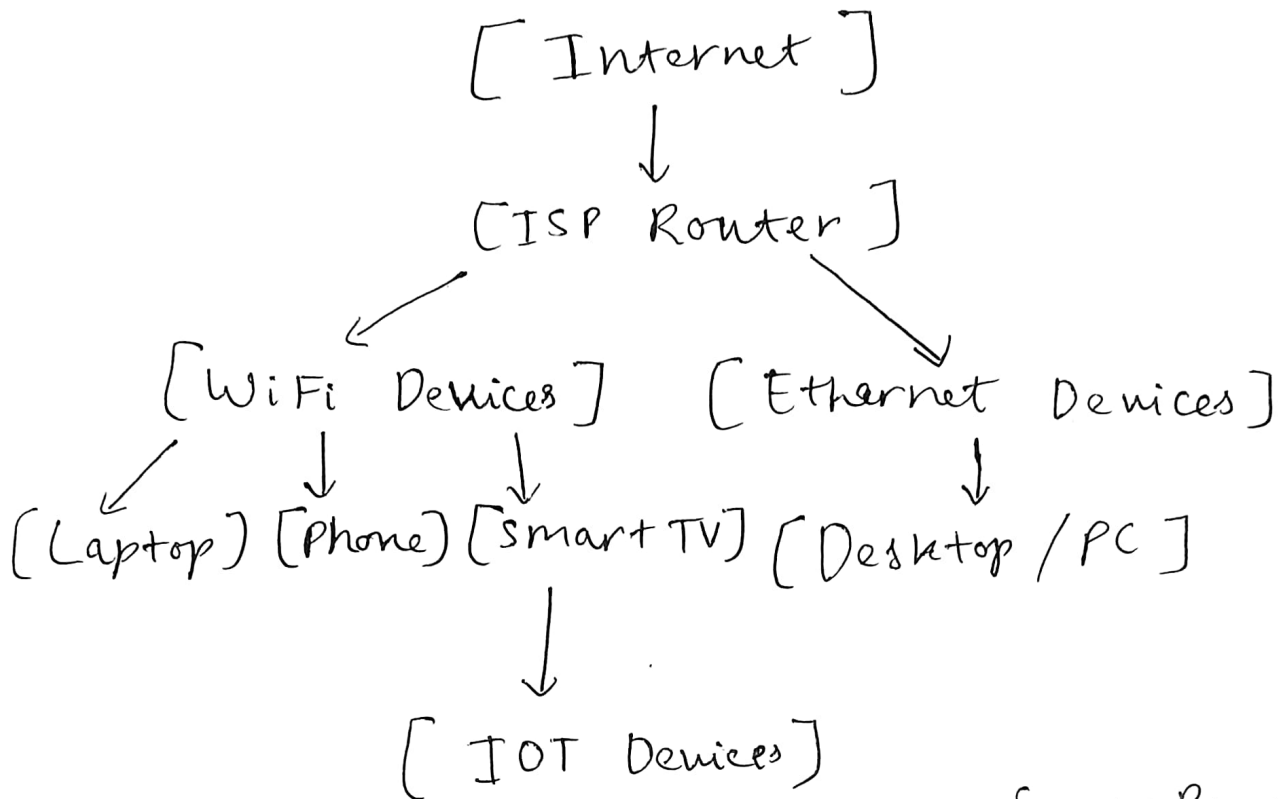 [ Internet ]
[ISP Router]
[WiFi Devices] [Ethernet Devices]
[Laptop] [Phone] [Smart TV] [Desktop / PC]
[IOT Devices]